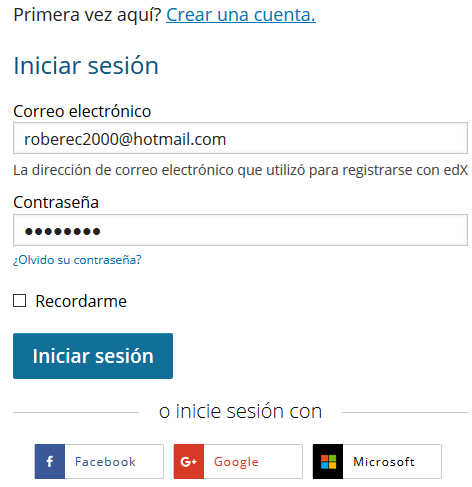 Primera vez aquí? Crear una cuenta.
Iniciar sesión
Correo electrónico
roberec2000@hotmail.com
La dirección de correo electrónico que utilizó para registrarse con edX
Contraseña
●●●●●●●●
¿Olvido su contraseña?
Recordarme
Iniciar sesión
o inicie sesión con
Facebook Google Microsoft